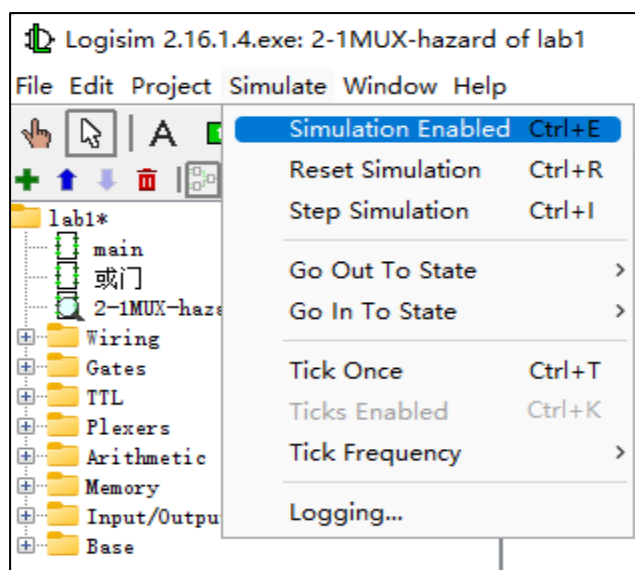 Logisim 2.16.1.4.exe: 2-1MUX-hazard of lab1
File Edit Project Simulate Window Help
A
Simulation Enabled Ctrl+E
Reset Simulation Ctrl+R
Step Simulation Ctrl+I
Go Out To State
Go In To State
Tick Once Ctrl+T
Ticks Enabled Ctrl+K
Tick Frequency
Logging...
lab1*
main
或门
2-1MUX-haza
Wiring
Gates
TTL
Plexers
Arithmetic
Memory
Input/Outpu
Base